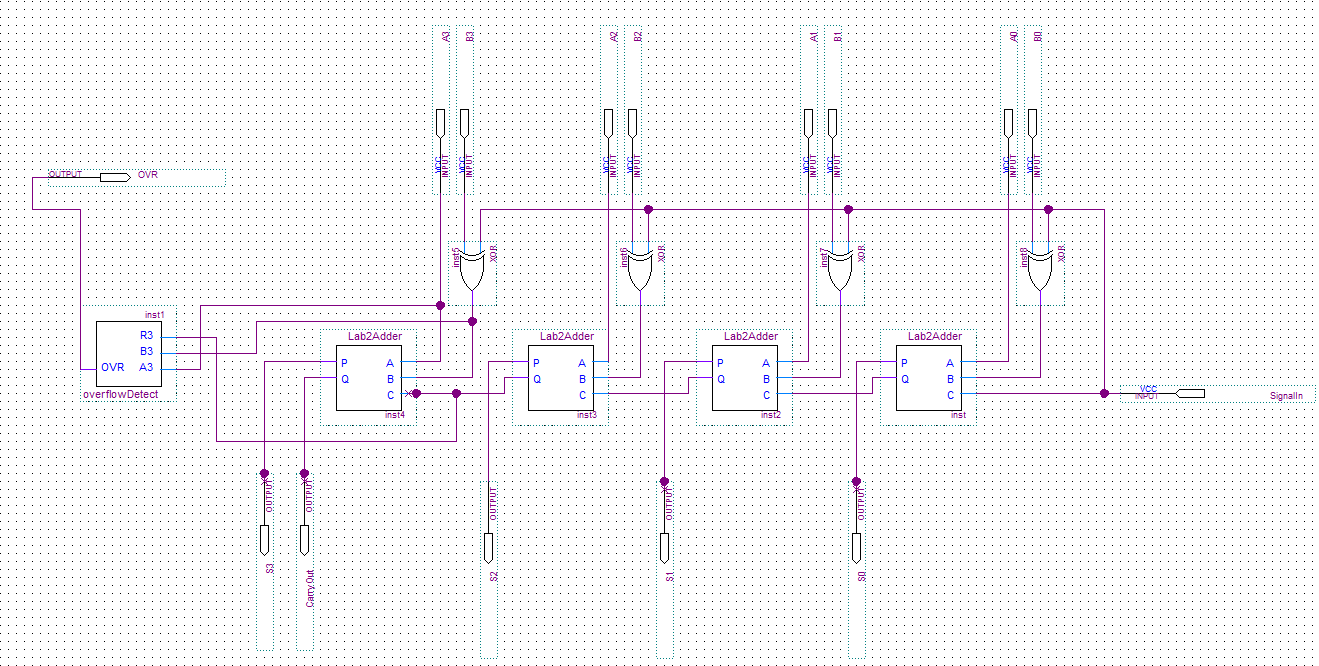 A3
B3
A2
B2
A1
B1
A0
B0
VCC
INPUT
VCC
INPUT
VCC
INPUT
VCC
INPUT
VCC
INPUT
VCC
INPUT
VCC
INPUT
VCC
INPUT
OUTPUT
OVR
inst5
XOR
inst6
XOR
inst7
XOR
inst8
XOR
inst1
R3
B3
OVR
A3
overflowDetect
Lab2Adder
P
A
Q
B
C
inst4
Lab2Adder
P
A
Q
B
C
inst3
Lab2Adder
P
A
Q
B
C
inst2
Lab2Adder
P
A
Q
B
C
inst
VCC
INPUT
SignalIn
OUTPUT
S3
OUTPUT
CarryOut
OUTPUT
S2
OUTPUT
S1
OUTPUT
S0